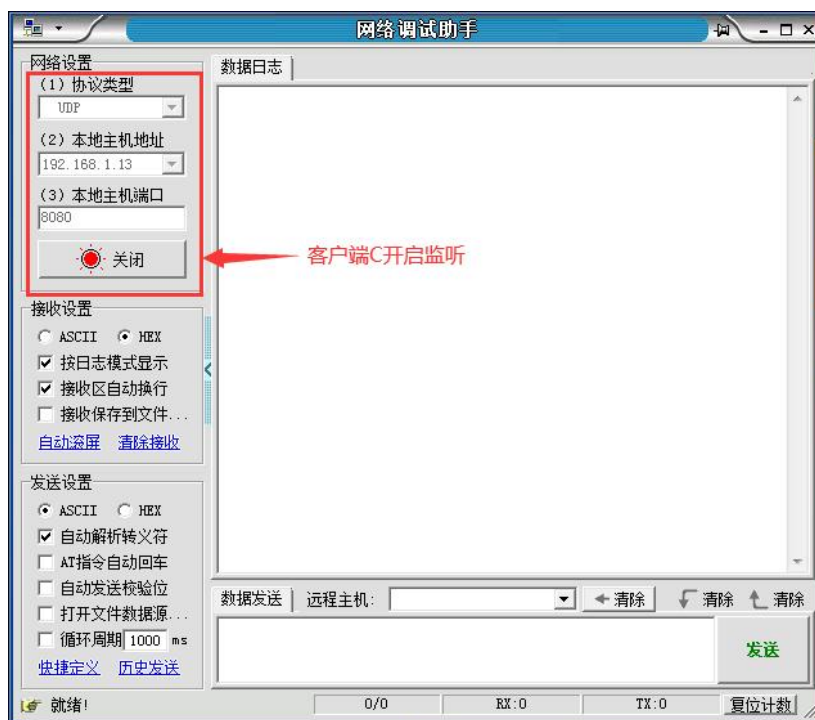 网络调试助手
网络设置
(1) 协议类型
UDP
(2) 本地主机地址
192.168.1.13
(3) 本地主机端口
8080
关闭
客户端C开启监听
数据日志
接收设置
ASCII HEX
按日志模式显示
接收区自动换行
接收保存到文件...
自动滚屏 清除接收
发送设置
ASCII HEX
自动解析转义符
AT指令自动回车
自动发送校验位
打开文件数据源...
循环周期 1000 ms
快捷定义 历史发送
数据发送 远程主机: 清除 清除 清除
发送
就绪! 0/0 RX:0 TX:0 复位计数